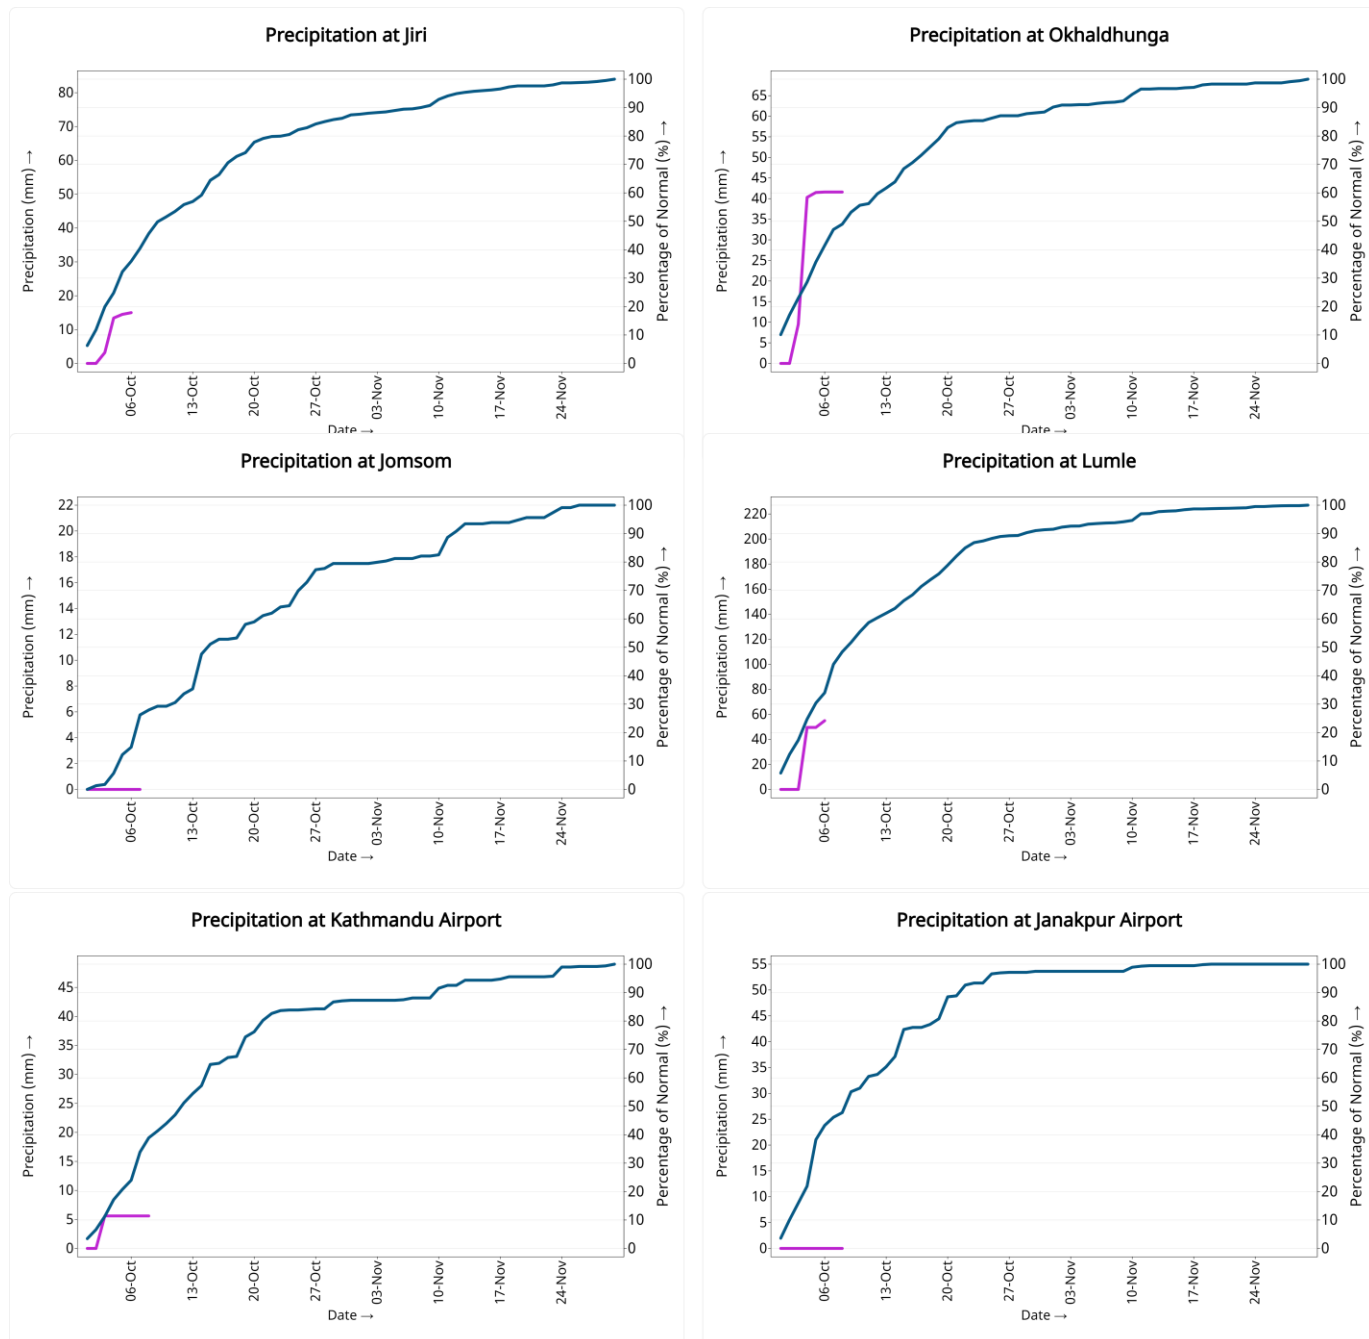 Precipitation at Jiri
Precipitation (mm) →
80
70
60
50
40
30
20
10
0
100
90
80
70
60
50
40
30
20
10
0
Percentage of Normal (%) →
06-Oct
13-Oct
20-Oct
27-Oct
03-Nov
10-Nov
17-Nov
24-Nov
Date →
Precipitation at Okhaldhunga
Precipitation (mm) →
65
60
55
50
45
40
35
30
25
20
15
10
5
0
100
90
80
70
60
50
40
30
20
10
0
Percentage of Normal (%) →
06-Oct
13-Oct
20-Oct
27-Oct
03-Nov
10-Nov
17-Nov
24-Nov
Date →
Precipitation at Jomsom
Precipitation (mm) →
22
20
18
16
14
12
10
8
6
4
2
0
100
90
80
70
60
50
40
30
20
10
0
Percentage of Normal (%) →
06-Oct
13-Oct
20-Oct
27-Oct
03-Nov
10-Nov
17-Nov
24-Nov
Date →
Precipitation at Lumle
Precipitation (mm) →
220
200
180
160
140
120
100
80
60
40
20
0
100
90
80
70
60
50
40
30
20
10
0
Percentage of Normal (%) →
06-Oct
13-Oct
20-Oct
27-Oct
03-Nov
10-Nov
17-Nov
24-Nov
Date →
Precipitation at Kathmandu Airport
Precipitation (mm) →
45
40
35
30
25
20
15
10
5
0
100
90
80
70
60
50
40
30
20
10
0
Percentage of Normal (%) →
06-Oct
13-Oct
20-Oct
27-Oct
03-Nov
10-Nov
17-Nov
24-Nov
Date →
Precipitation at Janakpur Airport
Precipitation (mm) →
55
50
45
40
35
30
25
20
15
10
5
0
100
90
80
70
60
50
40
30
20
10
0
Percentage of Normal (%) →
06-Oct
13-Oct
20-Oct
27-Oct
03-Nov
10-Nov
17-Nov
24-Nov
Date →